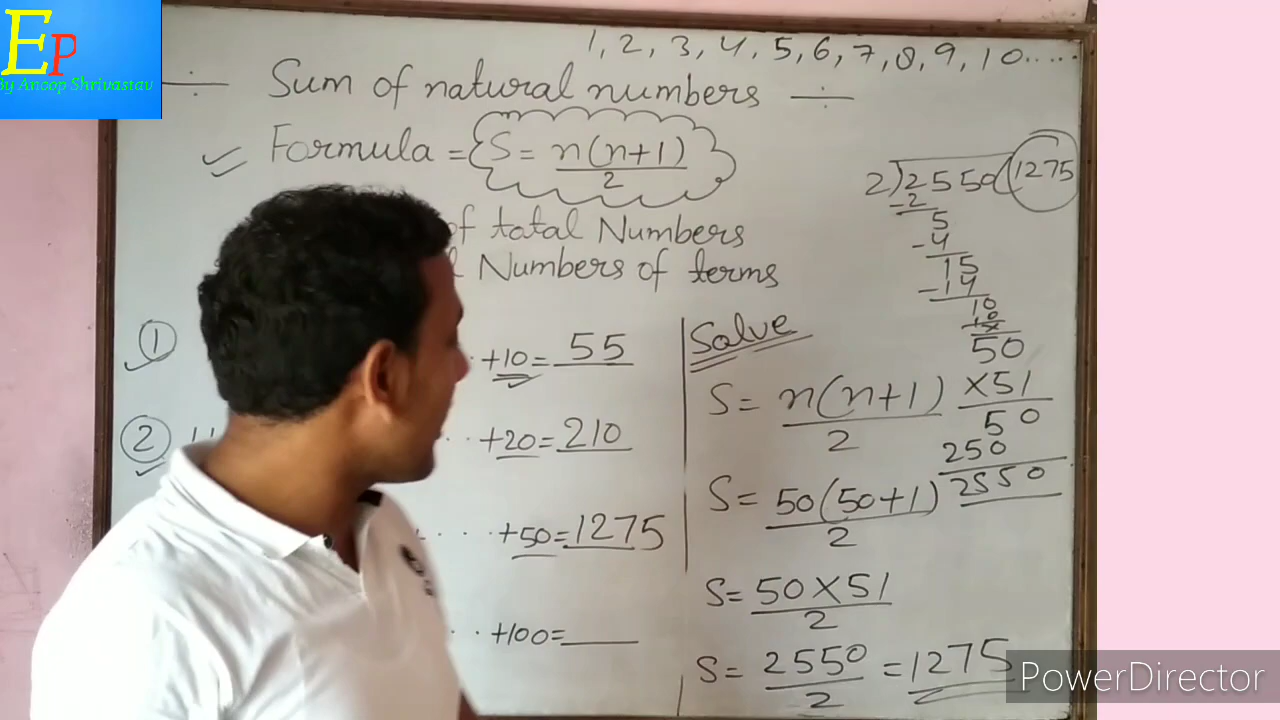 EP
By Anoop Shrivastav
1, 2, 3, 4, 5, 6, 7, 8, 9, 10.....
÷ Sum of natural numbers ÷
Formula = S = n(n+1)/2
of total Numbers
Numbers of terms
1
+10 = 55
2
+20 = 210
+50 = 1275
+100 =
2)2550(1275
-2
5
-4
15
-14
10
50
×51
50
250
2550
Solve
S = n(n+1)/2
S = 50(50+1)/2
S = 50×51/2
S = 2550/2 = 1275
PowerDirector